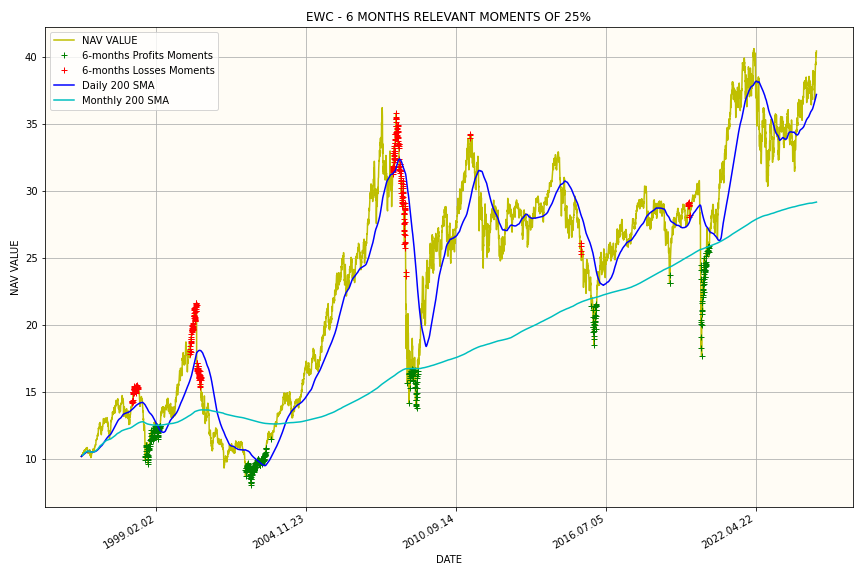 EWC - 6 MONTHS RELEVANT MOMENTS OF 25%
NAV VALUE
6-months Profits Moments
6-months Losses Moments
Daily 200 SMA
Monthly 200 SMA
40
35
30
25
20
15
10
NAV VALUE
1999.02.02
2004.11.23
2010.09.14
2016.07.05
2022.04.22
DATE